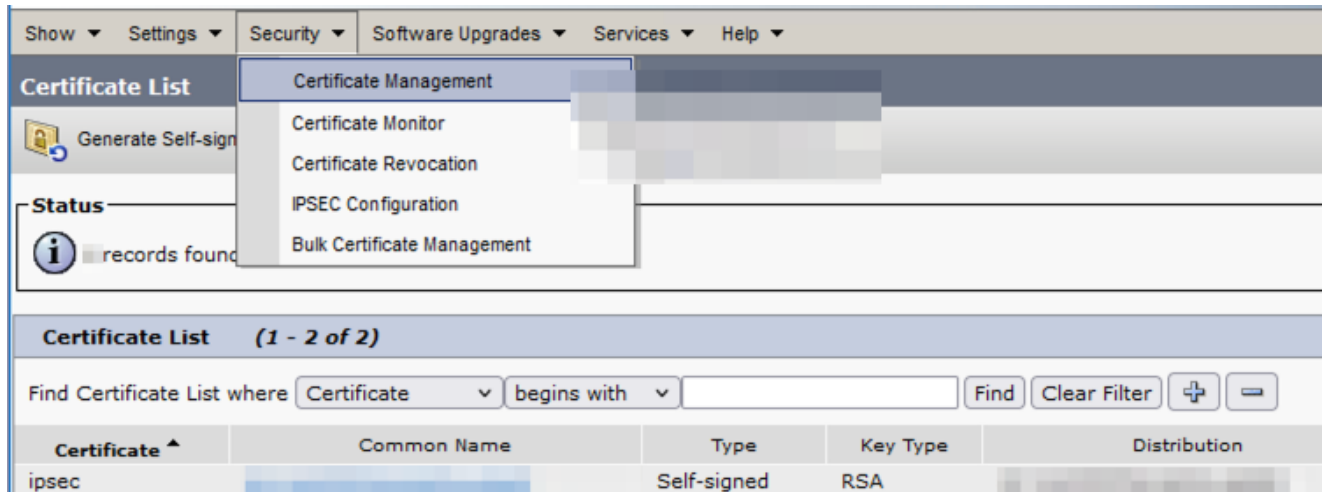 Show Settings Security Software Upgrades Services Help
Certificate List
Certificate Management
Generate Self-sign
Certificate Monitor
Certificate Revocation
IPSEC Configuration
Bulk Certificate Management
Status
records found
Certificate List (1 - 2 of 2)
Find Certificate List where Certificate begins with Find Clear Filter
Certificate Common Name Type Key Type Distribution
ipsec Self-signed RSA